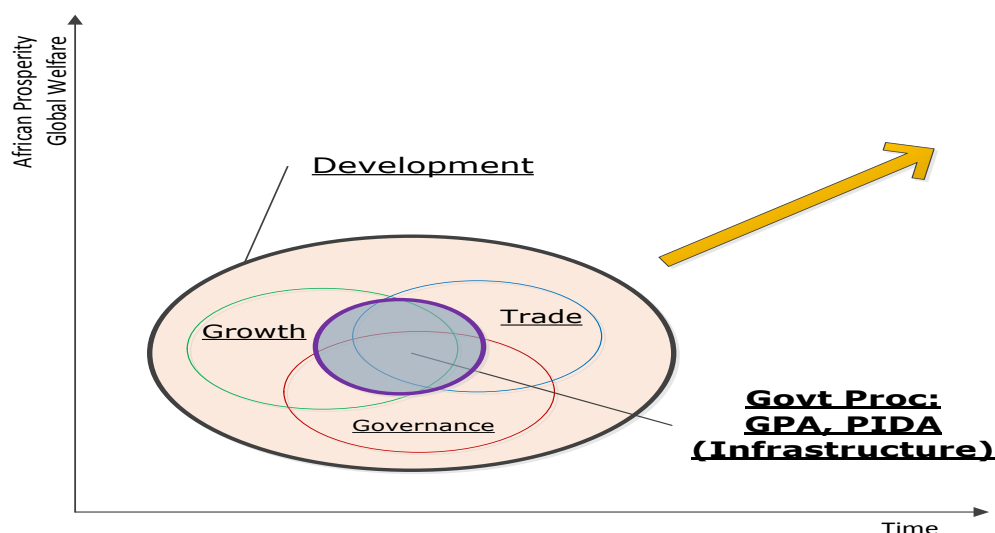 African Prosperity
Global Welfare
Development
Growth
Trade
Governance
Govt Proc:
GPA, PIDA
(Infrastructure)
Time